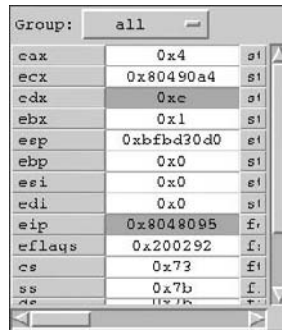 Group: all
eax 0x4
ecx 0x80490a4
edx 0xc
ebx 0x1
esp 0xbfbd30d0
ebp 0x0
esi 0x0
edi 0x0
eip 0x8048095
eflags 0x200292
cs 0x73
ss 0x7b